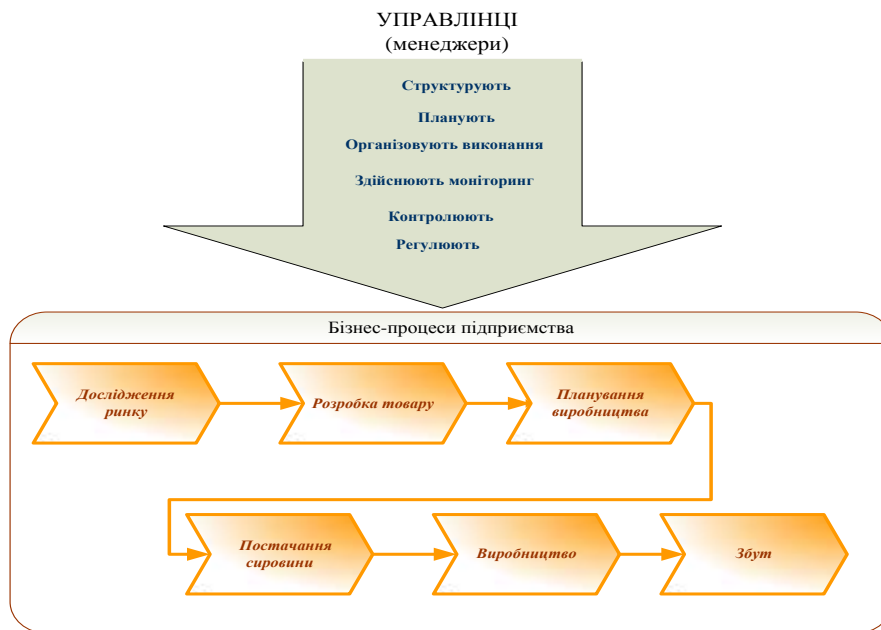 УПРАВЛІНЦІ
(менеджери)
Структурують
Планують
Організовують виконання
Здійснюють моніторинг
Контролюють
Регулюють
Бізнес-процеси підприємства
Дослідження
ринку
Розробка товару
Планування
виробництва
Постачання
сировини
Виробництво
Збут